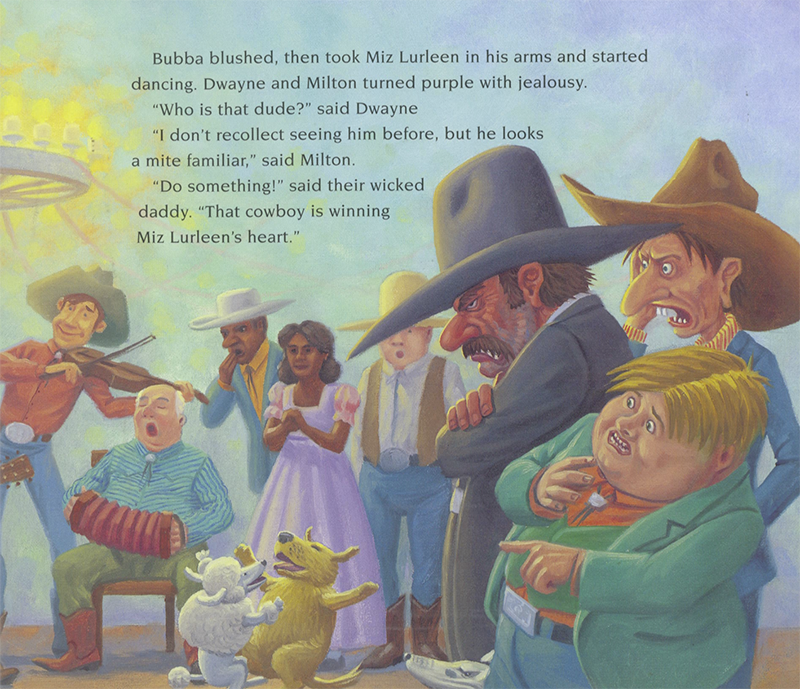 Bubba blushed, then took Miz Lurleen in his arms and started
dancing. Dwayne and Milton turned purple with jealousy.
“Who is that dude?” said Dwayne
“I don’t recollect seeing him before, but he looks
a mite familiar,” said Milton.
“Do something!” said their wicked
daddy. “That cowboy is winning
Miz Lurleen’s heart.”